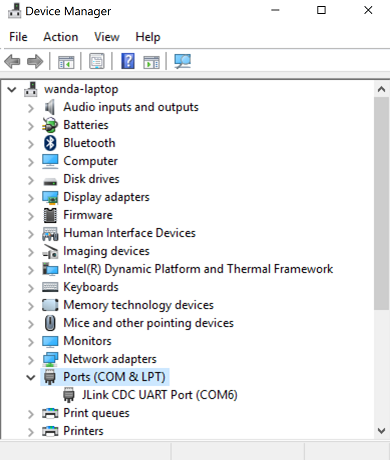 Device Manager
File Action View Help
wanda-laptop
Audio inputs and outputs
Batteries
Bluetooth
Computer
Disk drives
Display adapters
Firmware
Human Interface Devices
Imaging devices
Intel(R) Dynamic Platform and Thermal Framework
Keyboards
Memory technology devices
Mice and other pointing devices
Monitors
Network adapters
Ports (COM & LPT)
JLink CDC UART Port (COM6)
Print queues
Printers